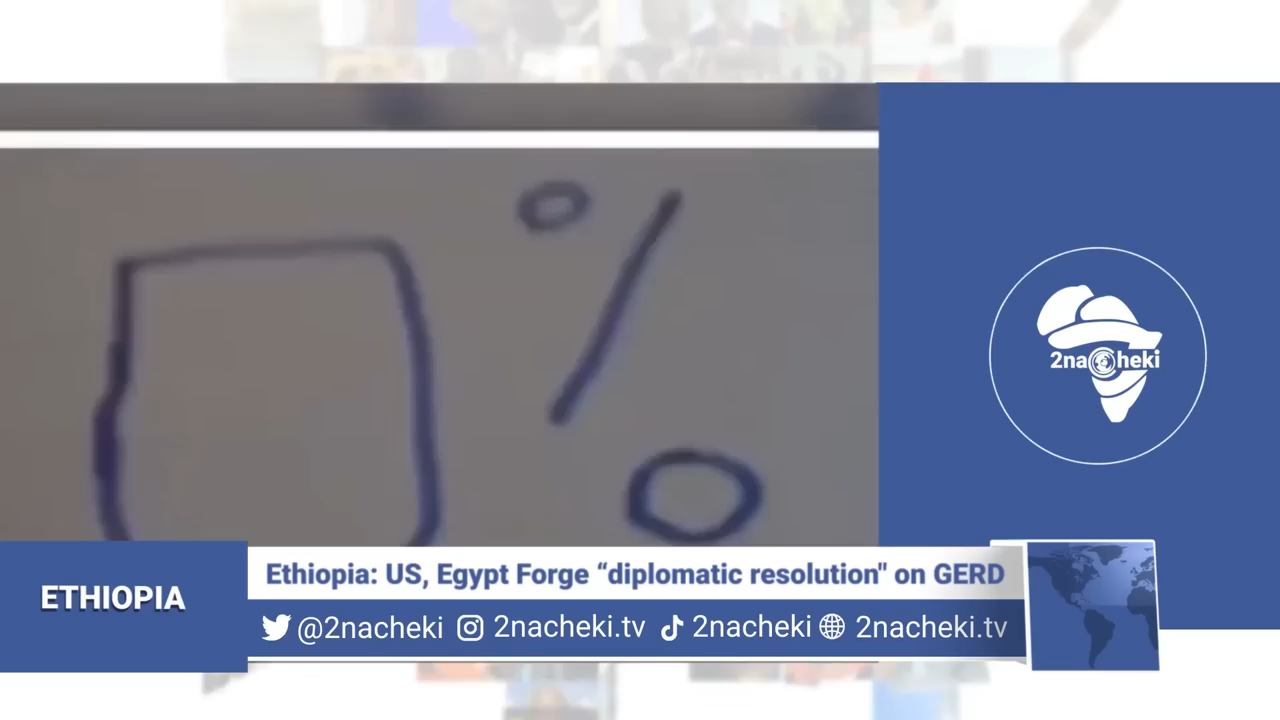 0 %
2nacheki
ETHIOPIA
Ethiopia: US, Egypt Forge “diplomatic resolution" on GERD
@2nacheki 2nacheki.tv 2nacheki 2nacheki.tv